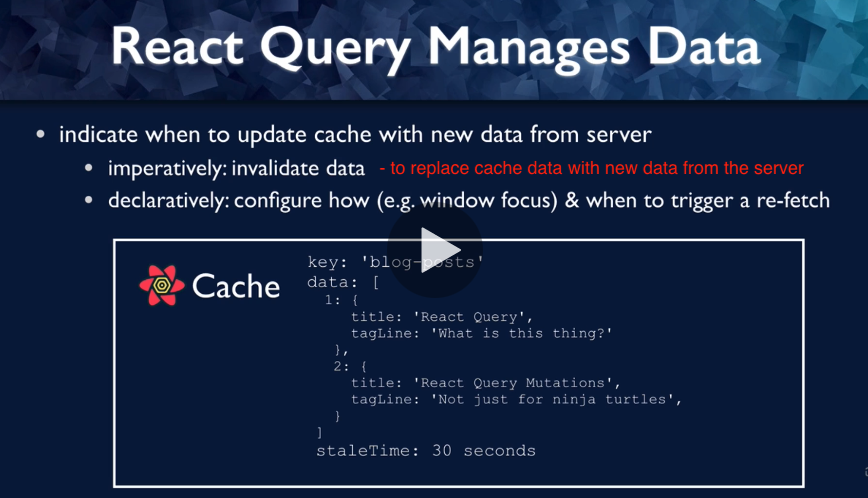 React Query Manages Data
• indicate when to update cache with new data from server
• imperatively: invalidate data - to replace cache data with new data from the server
• declaratively: configure how (e.g. window focus) & when to trigger a re-fetch
Cache
key: 'blog-posts'
data: [
1: {
title: 'React Query',
tagLine: 'What is this thing?'
},
2: {
title: 'React Query Mutations',
tagLine: 'Not just for ninja turtles',
}
]
staleTime: 30 seconds